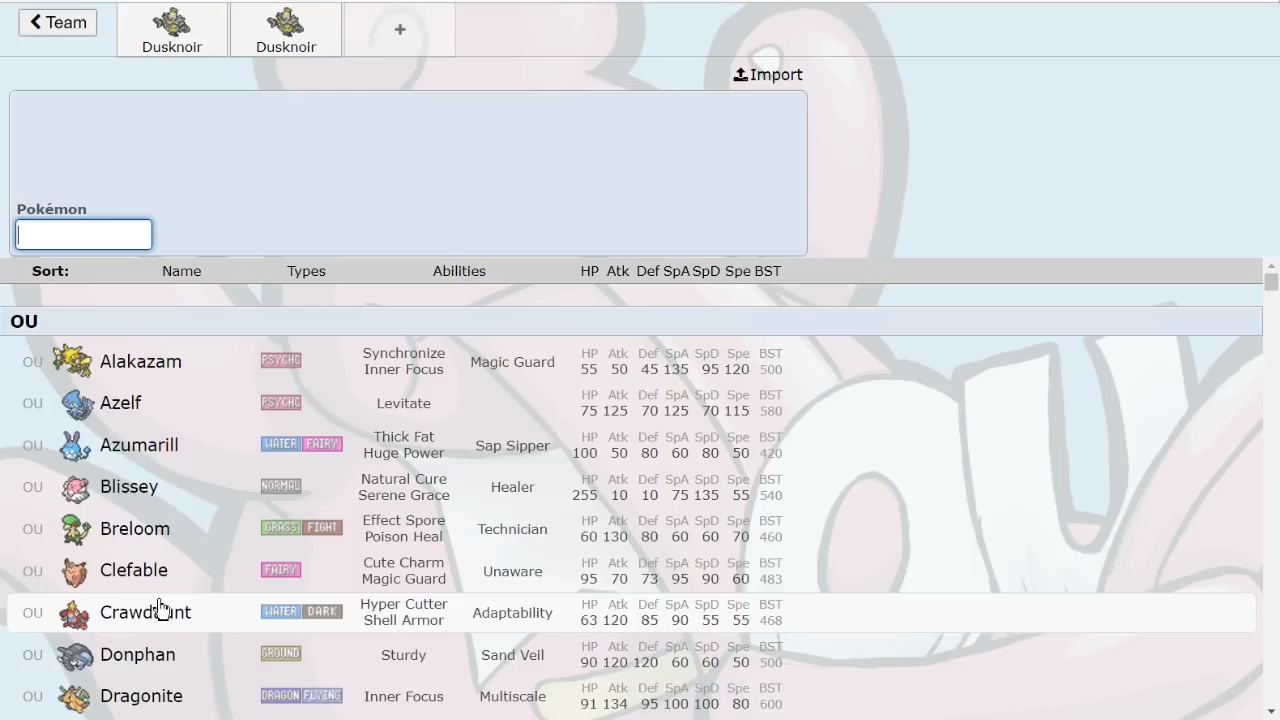 Team
Dusknoir
Dusknoir
+
Import
Pokémon
Sort: Name Types Abilities HP Atk Def SpA SpD Spe BST
OU
OU Alakazam PSYCHC Synchronize Inner Focus Magic Guard HP 55 Atk 50 Def 45 SpA 135 SpD 95 Spe 120 BST 500
OU Azelf PSYCHC Levitate HP 75 Atk 125 Def 70 SpA 125 SpD 70 Spe 115 BST 580
OU Azumarill WATER FAIRY Thick Fat Huge Power Sap Sipper HP 100 Atk 50 Def 80 SpA 60 SpD 80 Spe 50 BST 420
OU Blissey NORMAL Natural Cure Serene Grace Healer HP 255 Atk 10 Def 10 SpA 75 SpD 135 Spe 55 BST 540
OU Breloom GRASS FIGHT Effect Spore Poison Heal Technician HP 60 Atk 130 Def 80 SpA 60 SpD 60 Spe 70 BST 460
OU Clefable FAIRY Cute Charm Magic Guard Unaware HP 95 Atk 70 Def 73 SpA 95 SpD 90 Spe 60 BST 483
OU Crawdaunt WATER DARK Hyper Cutter Shell Armor Adaptability HP 63 Atk 120 Def 85 SpA 90 SpD 55 Spe 55 BST 468
OU Donphan GROUND Sturdy Sand Veil HP 90 Atk 120 Def 120 SpA 60 SpD 60 Spe 50 BST 500
OU Dragonite DRAGON FLYING Inner Focus Multiscale HP 91 Atk 134 Def 95 SpA 100 SpD 100 Spe 80 BST 600